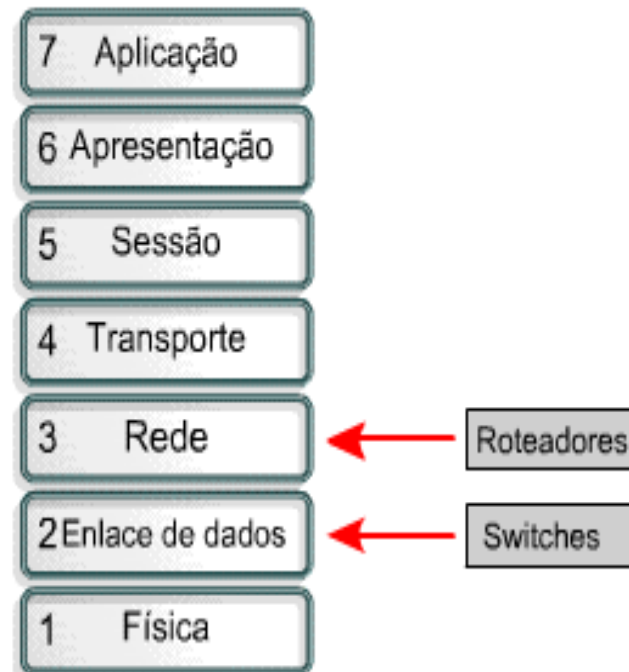 7 Aplicação
6 Apresentação
5 Sessão
4 Transporte
3 Rede
Roteadores
2 Enlace de dados
Switches
1 Física